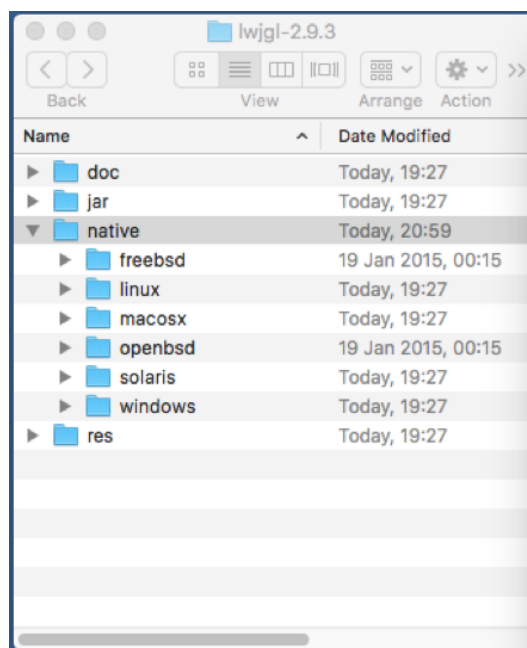 lwjgl-2.9.3
Back View Arrange Action
Name Date Modified
doc Today, 19:27
jar Today, 19:27
native Today, 20:59
freebsd 19 Jan 2015, 00:15
linux Today, 19:27
macosx Today, 19:27
openbsd 19 Jan 2015, 00:15
solaris Today, 19:27
windows Today, 19:27
res Today, 19:27